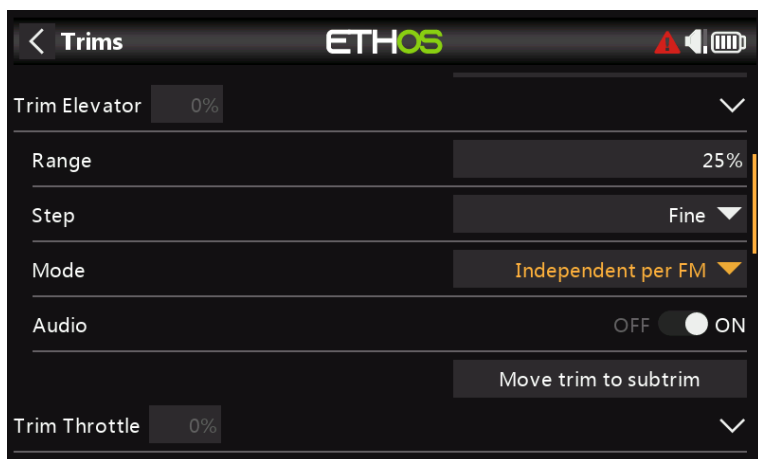 Trims ETHOS
Trim Elevator 0%
Range 25%
Step Fine
Mode Independent per FM
Audio OFF ON
Move trim to subtrim
Trim Throttle 0%